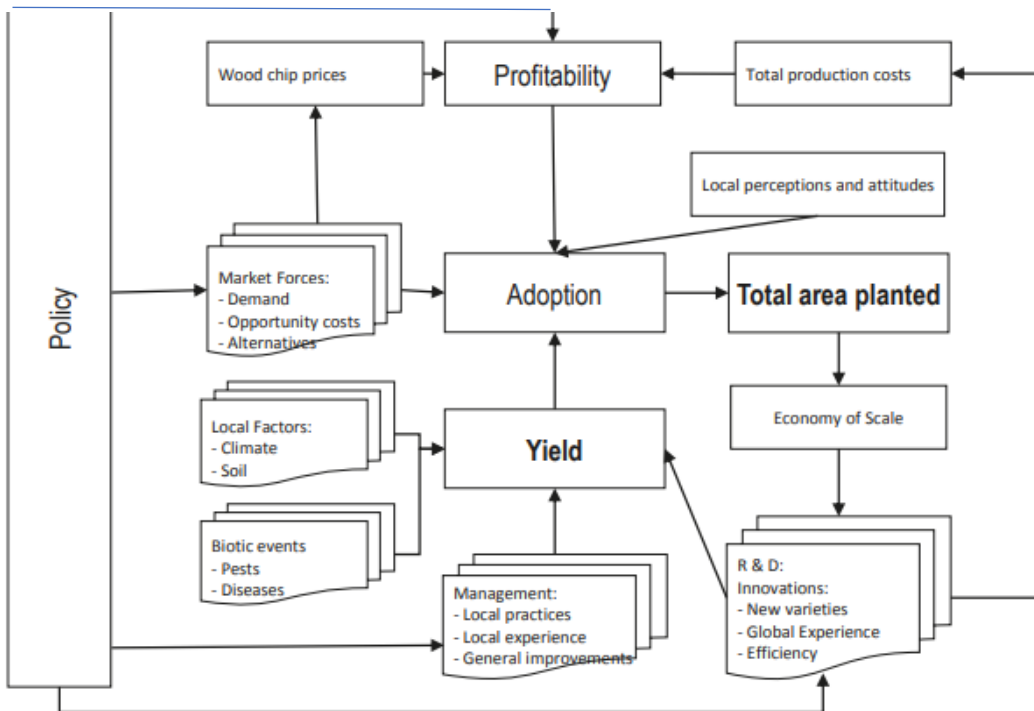 Wood chip prices
Profitability
Total production costs
Local perceptions and attitudes
Policy
Market Forces:
- Demand
- Opportunity costs
- Alternatives
Adoption
Total area planted
Local Factors:
- Climate
- Soil
Yield
Economy of Scale
Biotic events
- Pests
- Diseases
Management:
- Local practices
- Local experience
- General improvements
R & D:
Innovations:
- New varieties
- Global Experience
- Efficiency